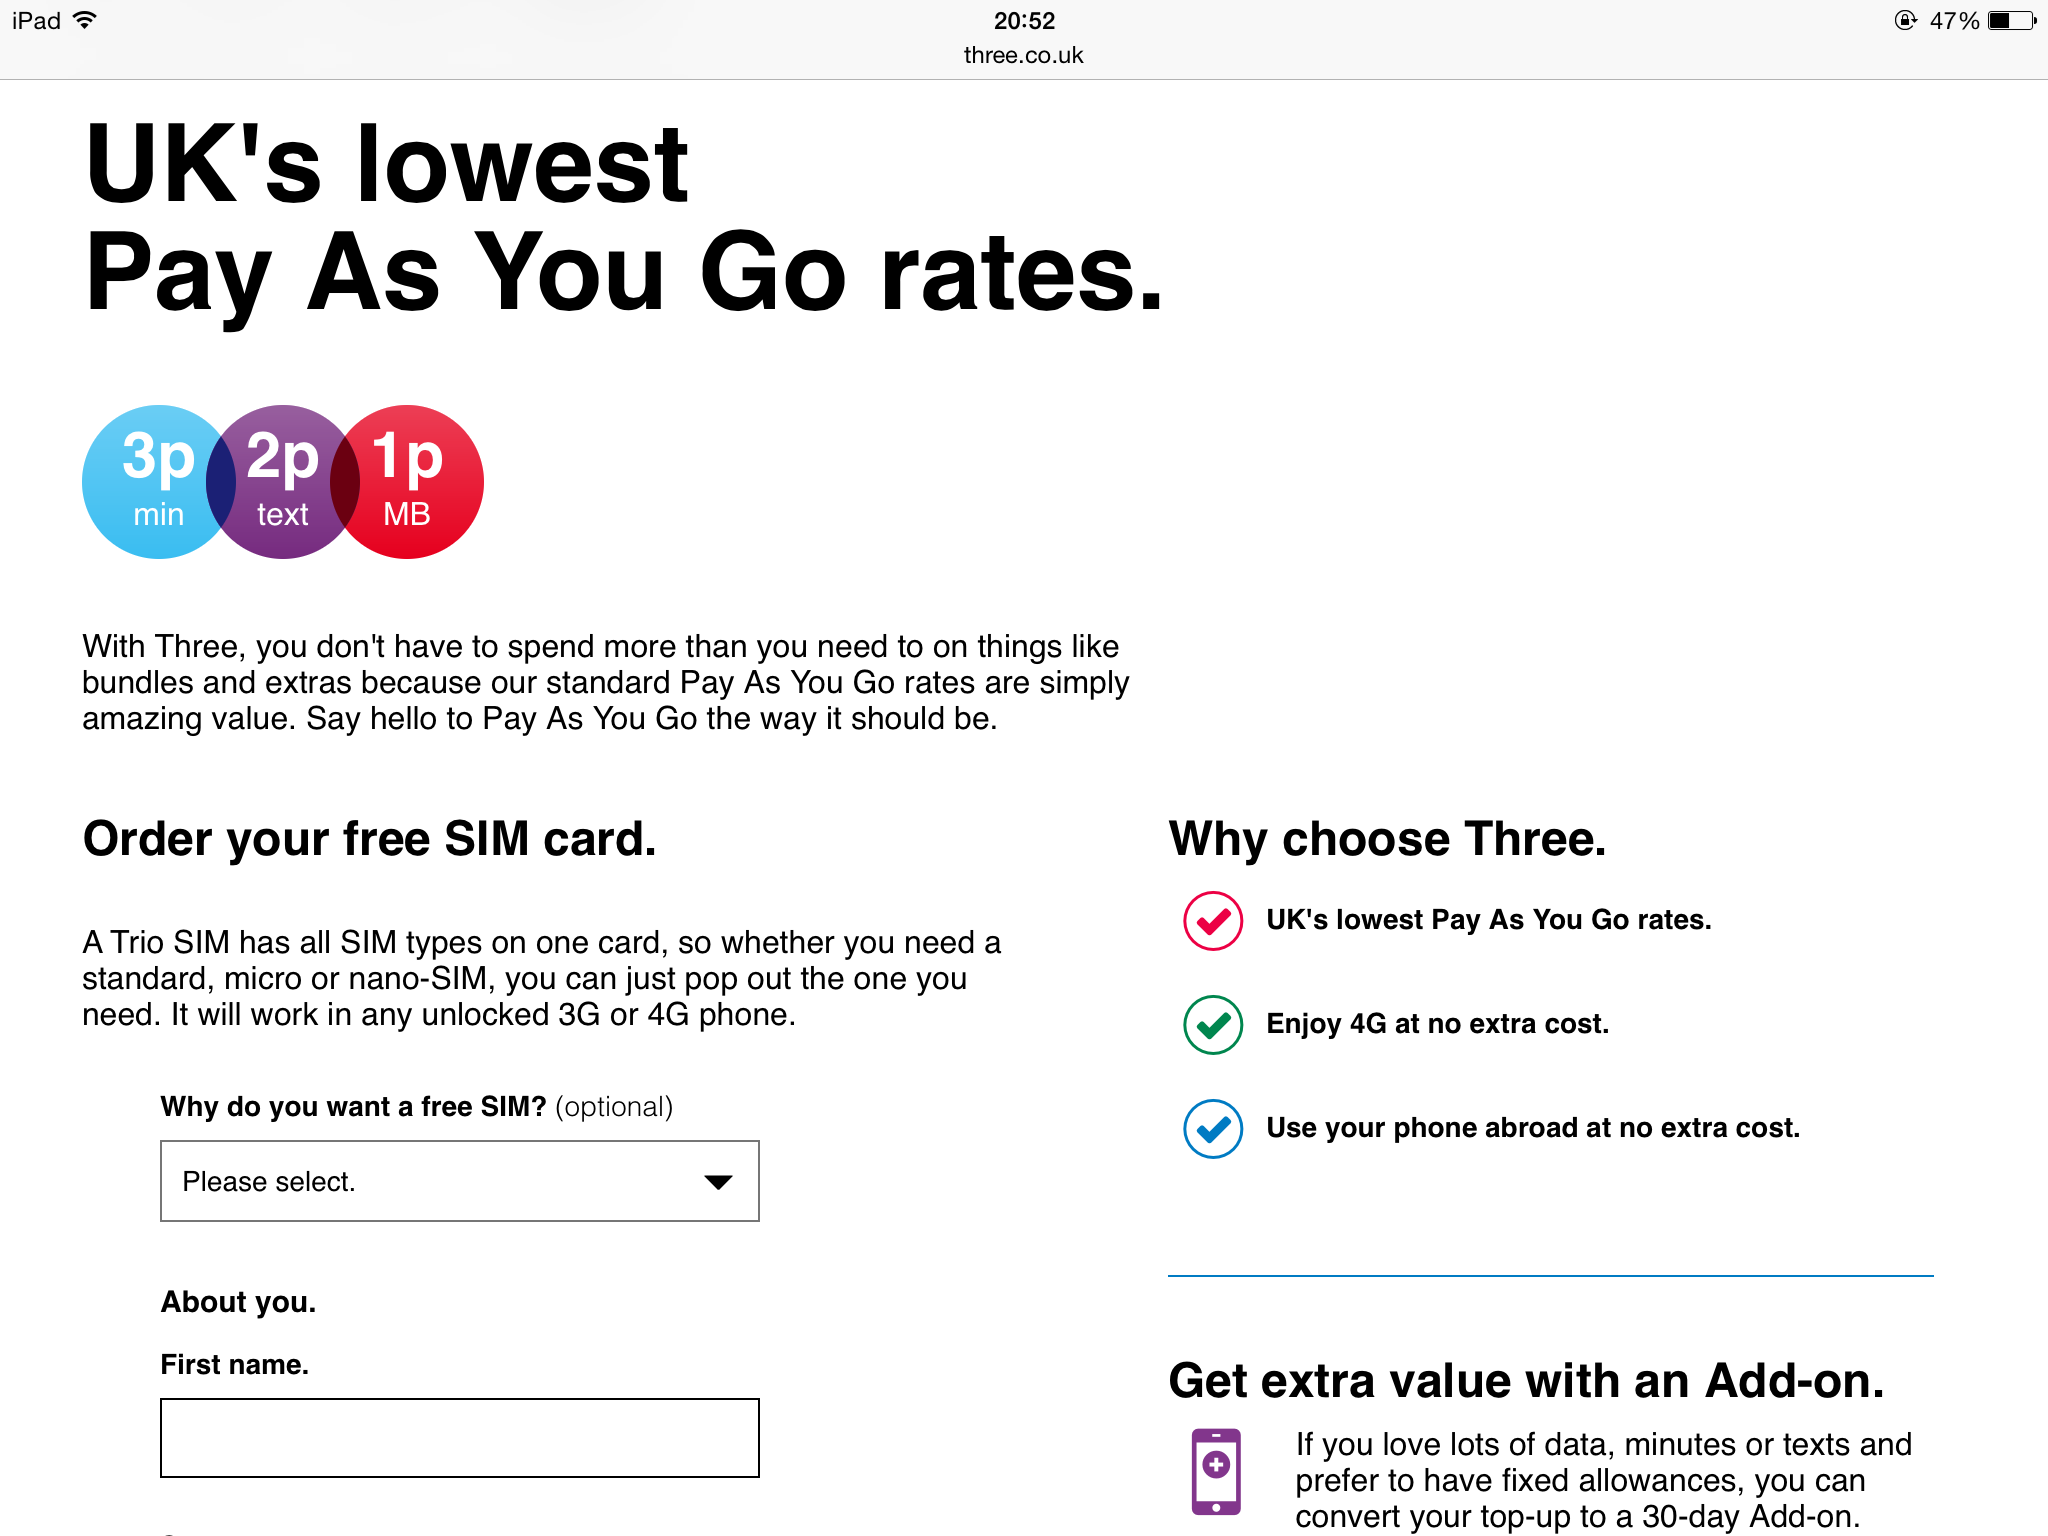 iPad
20:52
47%
three.co.uk
UK's lowest
Pay As You Go rates.
3p
min
2p
text
1p
MB
With Three, you don't have to spend more than you need to on things like
bundles and extras because our standard Pay As You Go rates are simply
amazing value. Say hello to Pay As You Go the way it should be.
Order your free SIM card.
A Trio SIM has all SIM types on one card, so whether you need a
standard, micro or nano-SIM, you can just pop out the one you
need. It will work in any unlocked 3G or 4G phone.
Why do you want a free SIM? (optional)
Please select.
About you.
First name.
Why choose Three.
UK's lowest Pay As You Go rates.
Enjoy 4G at no extra cost.
Use your phone abroad at no extra cost.
Get extra value with an Add-on.
If you love lots of data, minutes or texts and
prefer to have fixed allowances, you can
convert your top-up to a 30-day Add-on.